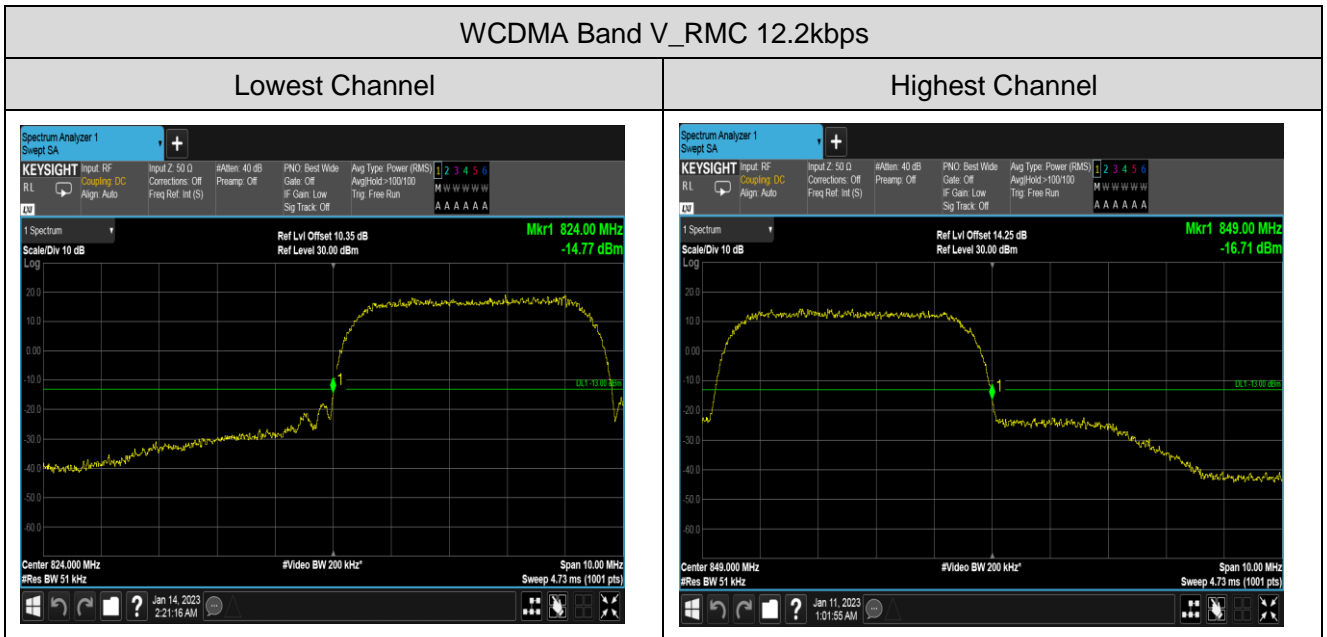 WCDMA Band V_RMC 12.2kbps
Lowest Channel
Highest Channel
Spectrum Analyzer 1
Swept SA
+
KEYSIGHT Input: RF Input Z: 50 Ω #Atten: 40 dB PNO: Best Wide Avg Type: Power (RMS) 1 2 3 4 5 6
RL Coupling: DC Corrections: Off Preamp: Off Gate: Off Avg|Hold:>100/100 M W W W W W
Align: Auto Freq Ref: Int (S) IF Gain: Low Trig: Free Run
LXI Sig Track: Off A A A A A A
1 Spectrum Ref Lvl Offset 10.35 dB Mkr1 824.00 MHz
Scale/Div 10 dB Ref Level 30.00 dBm -14.77 dBm
Log
20.0
10.0
0.00
1
DL1 -13.00 dBm
-10.0
-20.0
-30.0
-40.0
-50.0
-60.0
Center 824.000 MHz #Video BW 200 kHz* Span 10.00 MHz
#Res BW 51 kHz Sweep 4.73 ms (1001 pts)
? Jan 14, 2023
2:21:16 AM
Spectrum Analyzer 1
Swept SA
+
KEYSIGHT Input: RF Input Z: 50 Ω #Atten: 40 dB PNO: Best Wide Avg Type: Power (RMS) 1 2 3 4 5 6
RL Coupling: DC Corrections: Off Preamp: Off Gate: Off Avg|Hold:>100/100 M W W W W W
Align: Auto Freq Ref: Int (S) IF Gain: Low Trig: Free Run
LXI Sig Track: Off A A A A A A
1 Spectrum Ref Lvl Offset 14.25 dB Mkr1 849.00 MHz
Scale/Div 10 dB Ref Level 30.00 dBm -16.71 dBm
Log
20.0
10.0
0.00
-10.0
1
DL1 -13.00 dBm
-20.0
-30.0
-40.0
-50.0
-60.0
Center 849.000 MHz #Video BW 200 kHz* Span 10.00 MHz
#Res BW 51 kHz Sweep 4.73 ms (1001 pts)
? Jan 11, 2023
1:01:55 AM